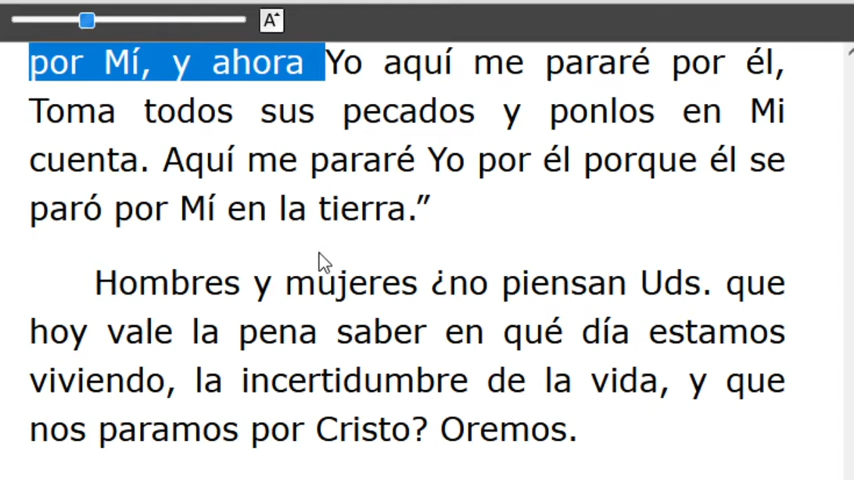 A
por Mí, y ahora Yo aquí me pararé por él,
Toma todos sus pecados y ponlos en Mi
cuenta. Aquí me pararé Yo por él porque él se
paró por Mí en la tierra.”
Hombres y mujeres ¿no piensan Uds. que
hoy vale la pena saber en qué día estamos
viviendo, la incertidumbre de la vida, y que
nos paramos por Cristo? Oremos.